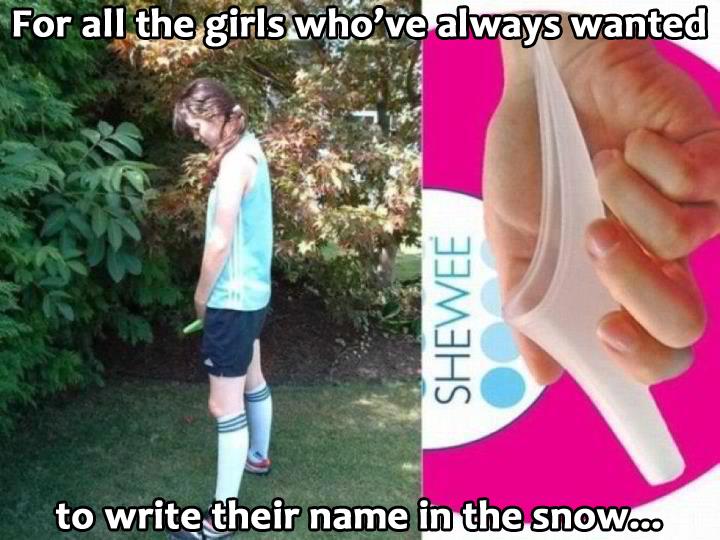 For all the girls who've always wanted
SHEWEE
to write their name in the snow...